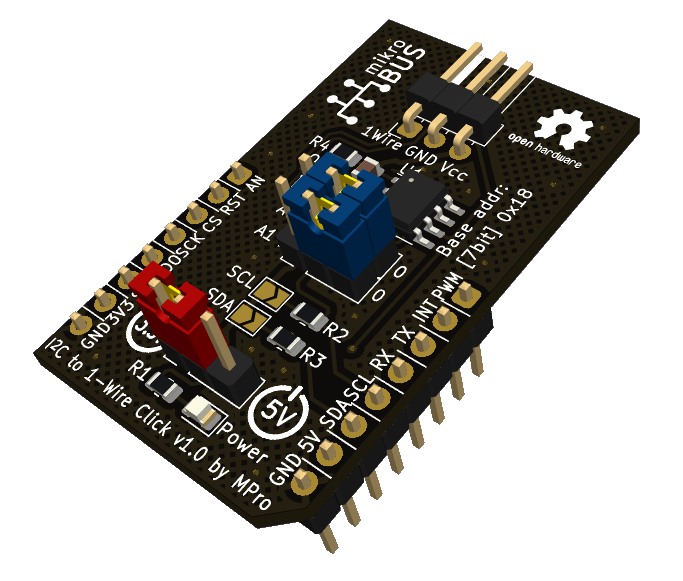 mikro
BUS
1Wire GND Vcc
open hardware
R4
A1
Base addr:
[7bit] 0x18
AN
RST
CS
SCK
GND
3V3
SCL
SDA
R2
R3
R1
Power
5V
PWM
INT
TX
RX
SCL
SDA
5V
GND
I2C to 1-Wire Click v1.0 by MPro
0
0